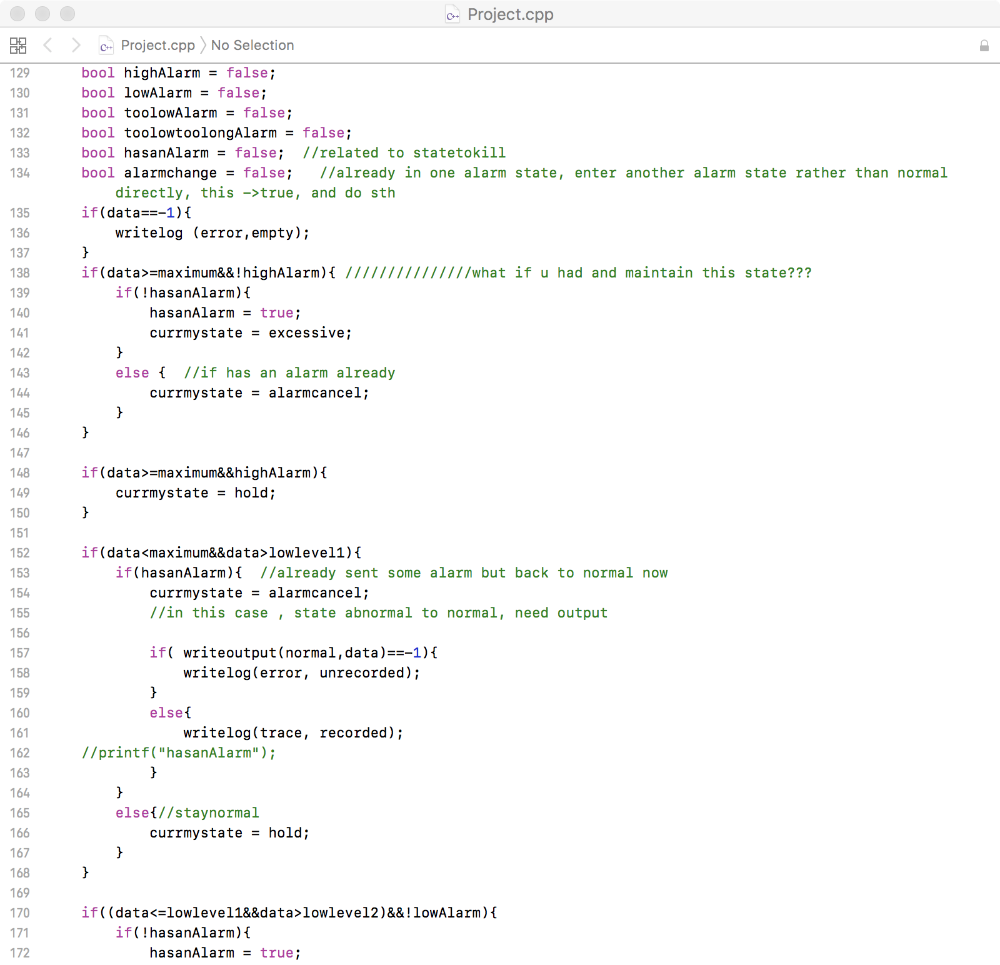 Project.cpp
Project.cpp 〉 No Selection
129 bool highAlarm = false;
130 bool lowAlarm = false;
131 bool toolowAlarm = false;
132 bool toolowtoolongAlarm = false;
133 bool hasanAlarm = false;  //related to statetokill
134 bool alarmchange = false;   //already in one alarm state, enter another alarm state rather than normal
directly, this ->true, and do sth
135 if(data==-1){
136     writelog (error,empty);
137 }
138 if(data>=maximum&&!highAlarm){ ///////////////what if u had and maintain this state???
139     if(!hasanAlarm){
140         hasanAlarm = true;
141         currmystate = excessive;
142     }
143     else {  //if has an alarm already
144         currmystate = alarmcancel;
145     }
146 }
147
148 if(data>=maximum&&highAlarm){
149     currmystate = hold;
150 }
151
152 if(data<maximum&&data>lowlevel1){
153     if(hasanAlarm){  //already sent some alarm but back to normal now
154         currmystate = alarmcancel;
155         //in this case , state abnormal to normal, need output
156
157         if( writeoutput(normal,data)==-1){
158             writelog(error, unrecorded);
159         }
160         else{
161             writelog(trace, recorded);
162 //printf("hasanAlarm");
163         }
164     }
165     else{//staynormal
166         currmystate = hold;
167     }
168 }
169
170 if((data<=lowlevel1&&data>lowlevel2)&&!lowAlarm){
171     if(!hasanAlarm){
172         hasanAlarm = true;